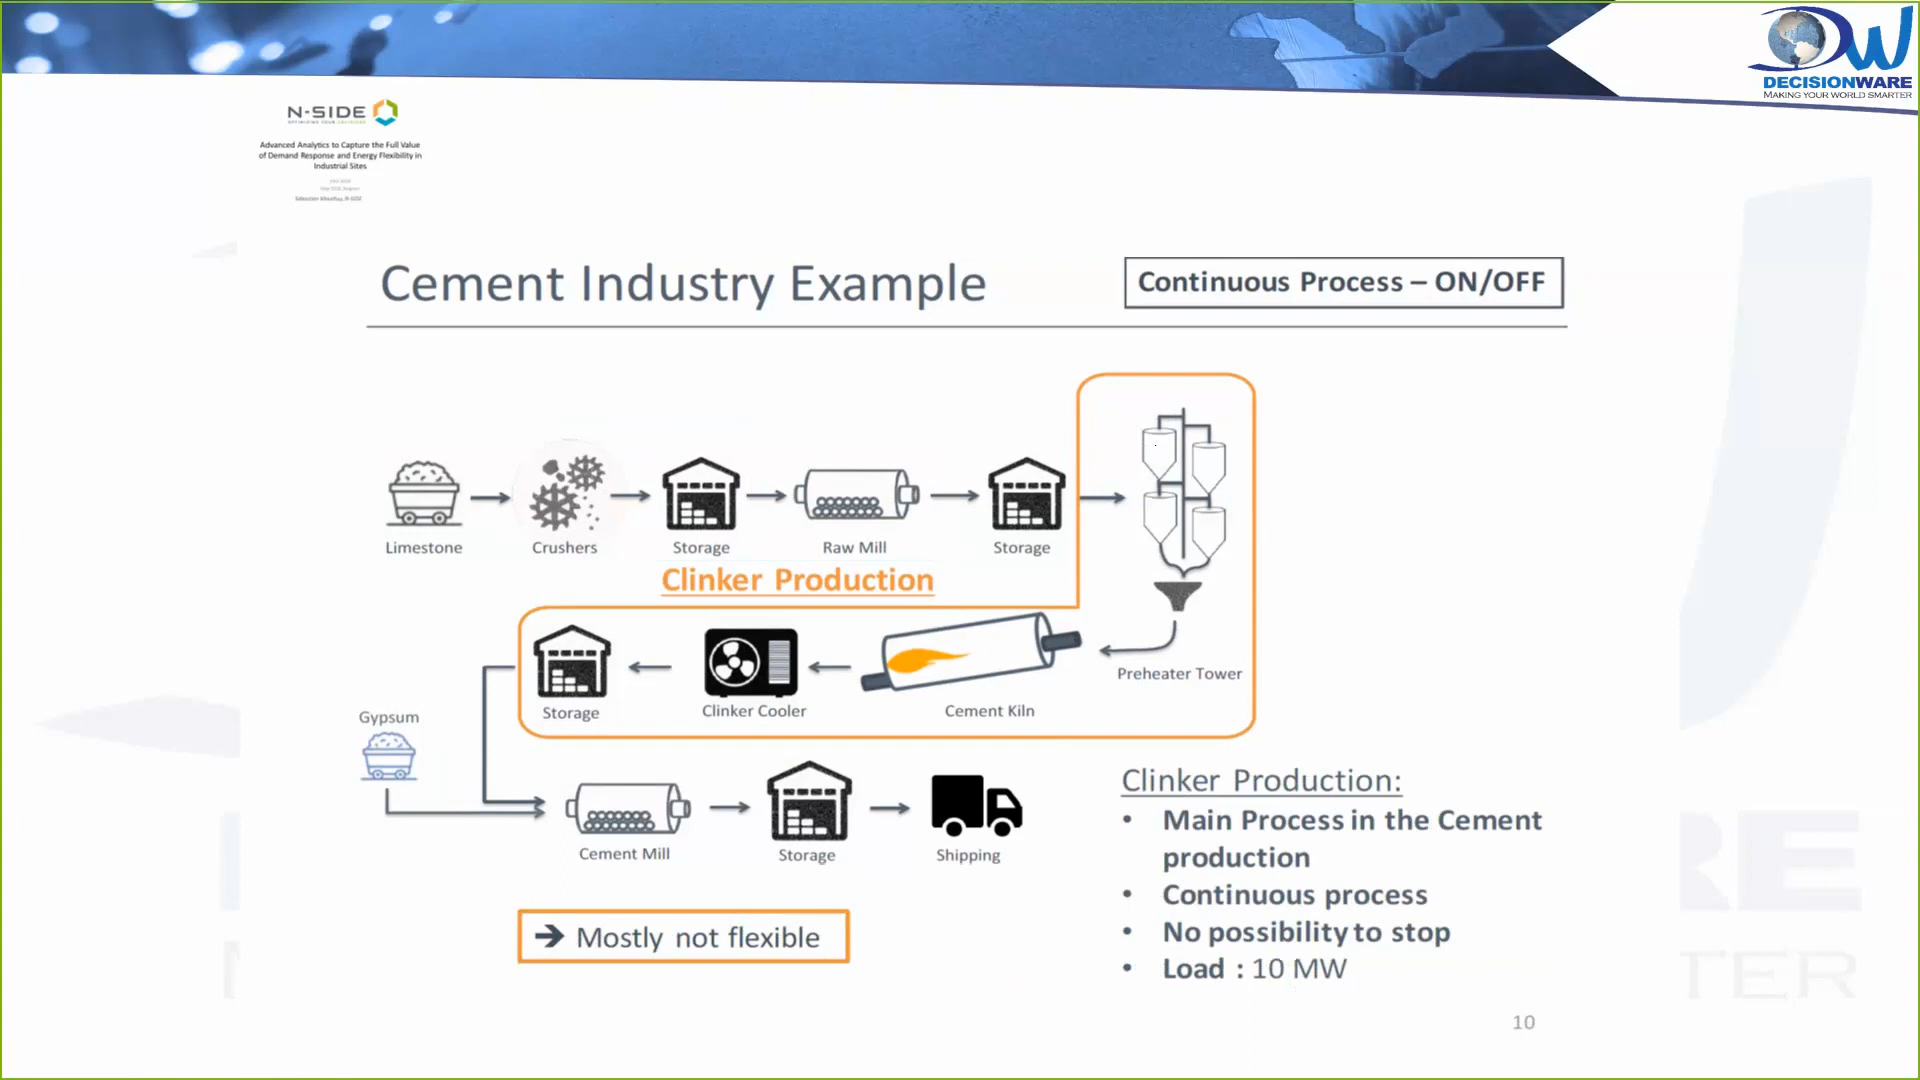 DW
DECISIONWARE
MAKING YOUR WORLD SMARTER
N-SIDE
Advanced Analytics to Capture the Full Value
of Demand Response and Energy Flexibility in
Industrial Sites
Cement Industry Example
Continuous Process – ON/OFF
Limestone
Crushers
Storage
Raw Mill
Storage
Clinker Production
Preheater Tower
Storage
Clinker Cooler
Cement Kiln
Gypsum
Cement Mill
Storage
Shipping
➔ Mostly not flexible
Clinker Production:
• Main Process in the Cement
production
• Continuous process
• No possibility to stop
• Load : 10 MW
RE
TER
10